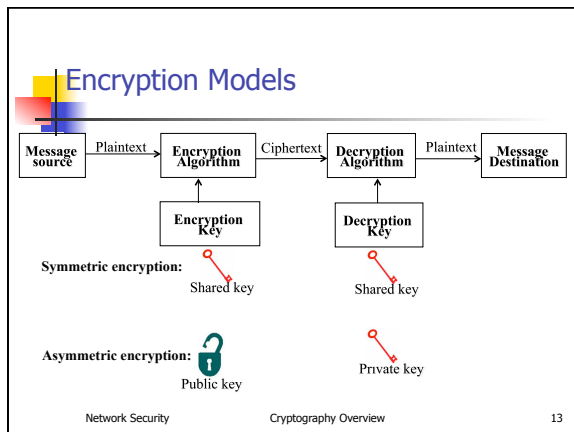 Encryption Models
Message
source
Plaintext
Encryption
Algorithm
Ciphertext
Decryption
Algorithm
Plaintext
Message
Destination
Encryption
Key
Decryption
Key
Symmetric encryption:
Shared key
Shared key
Asymmetric encryption:
Public key
Private key
Network Security
Cryptography Overview
13